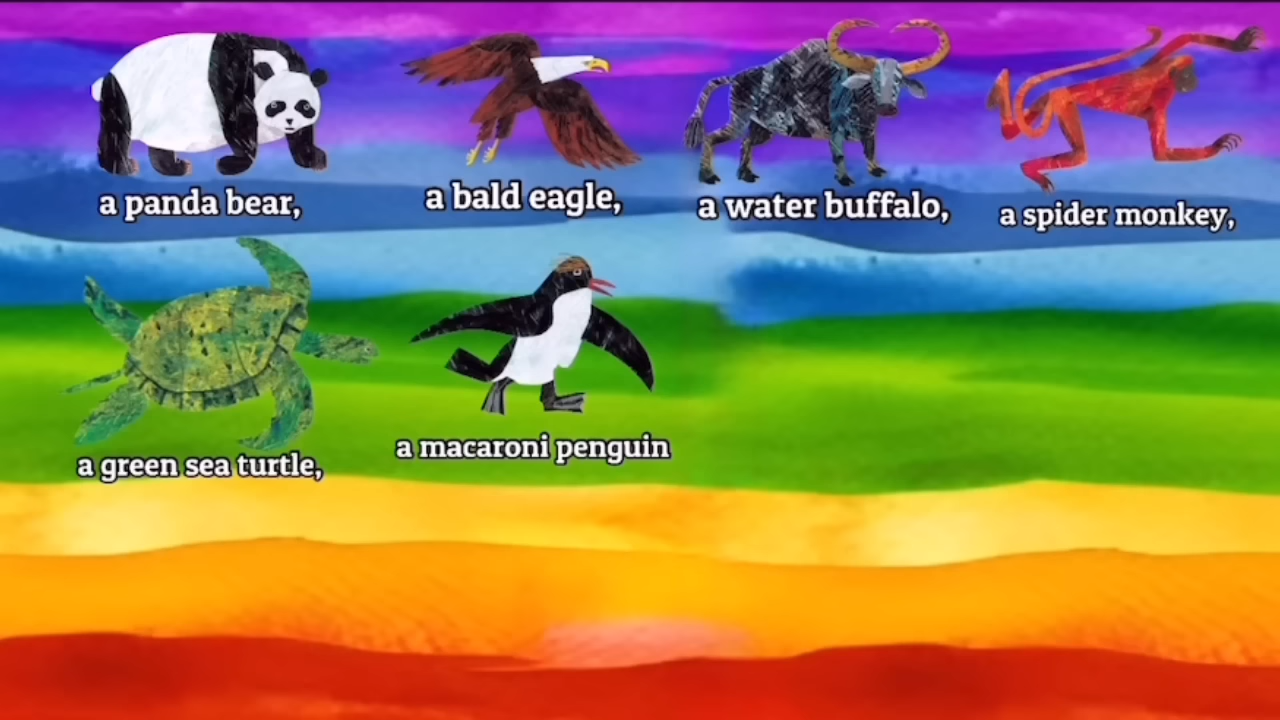 a panda bear,
a bald eagle,
a water buffalo,
a spider monkey,
a green sea turtle,
a macaroni penguin